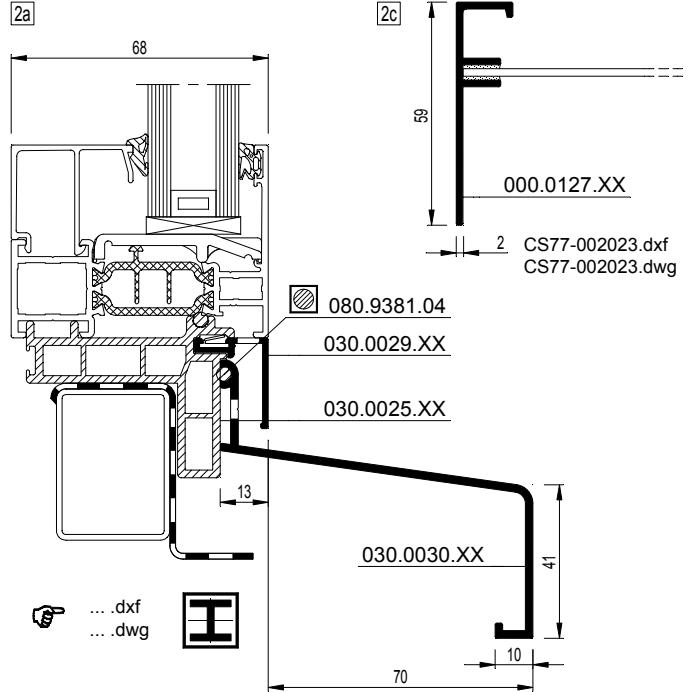 2a
2c
68
59
000.0127.XX
2
CS77-002023.dxf
CS77-002023.dwg
080.9381.04
030.0029.XX
030.0025.XX
13
030.0030.XX
41
... .dxf
... .dwg
10
70